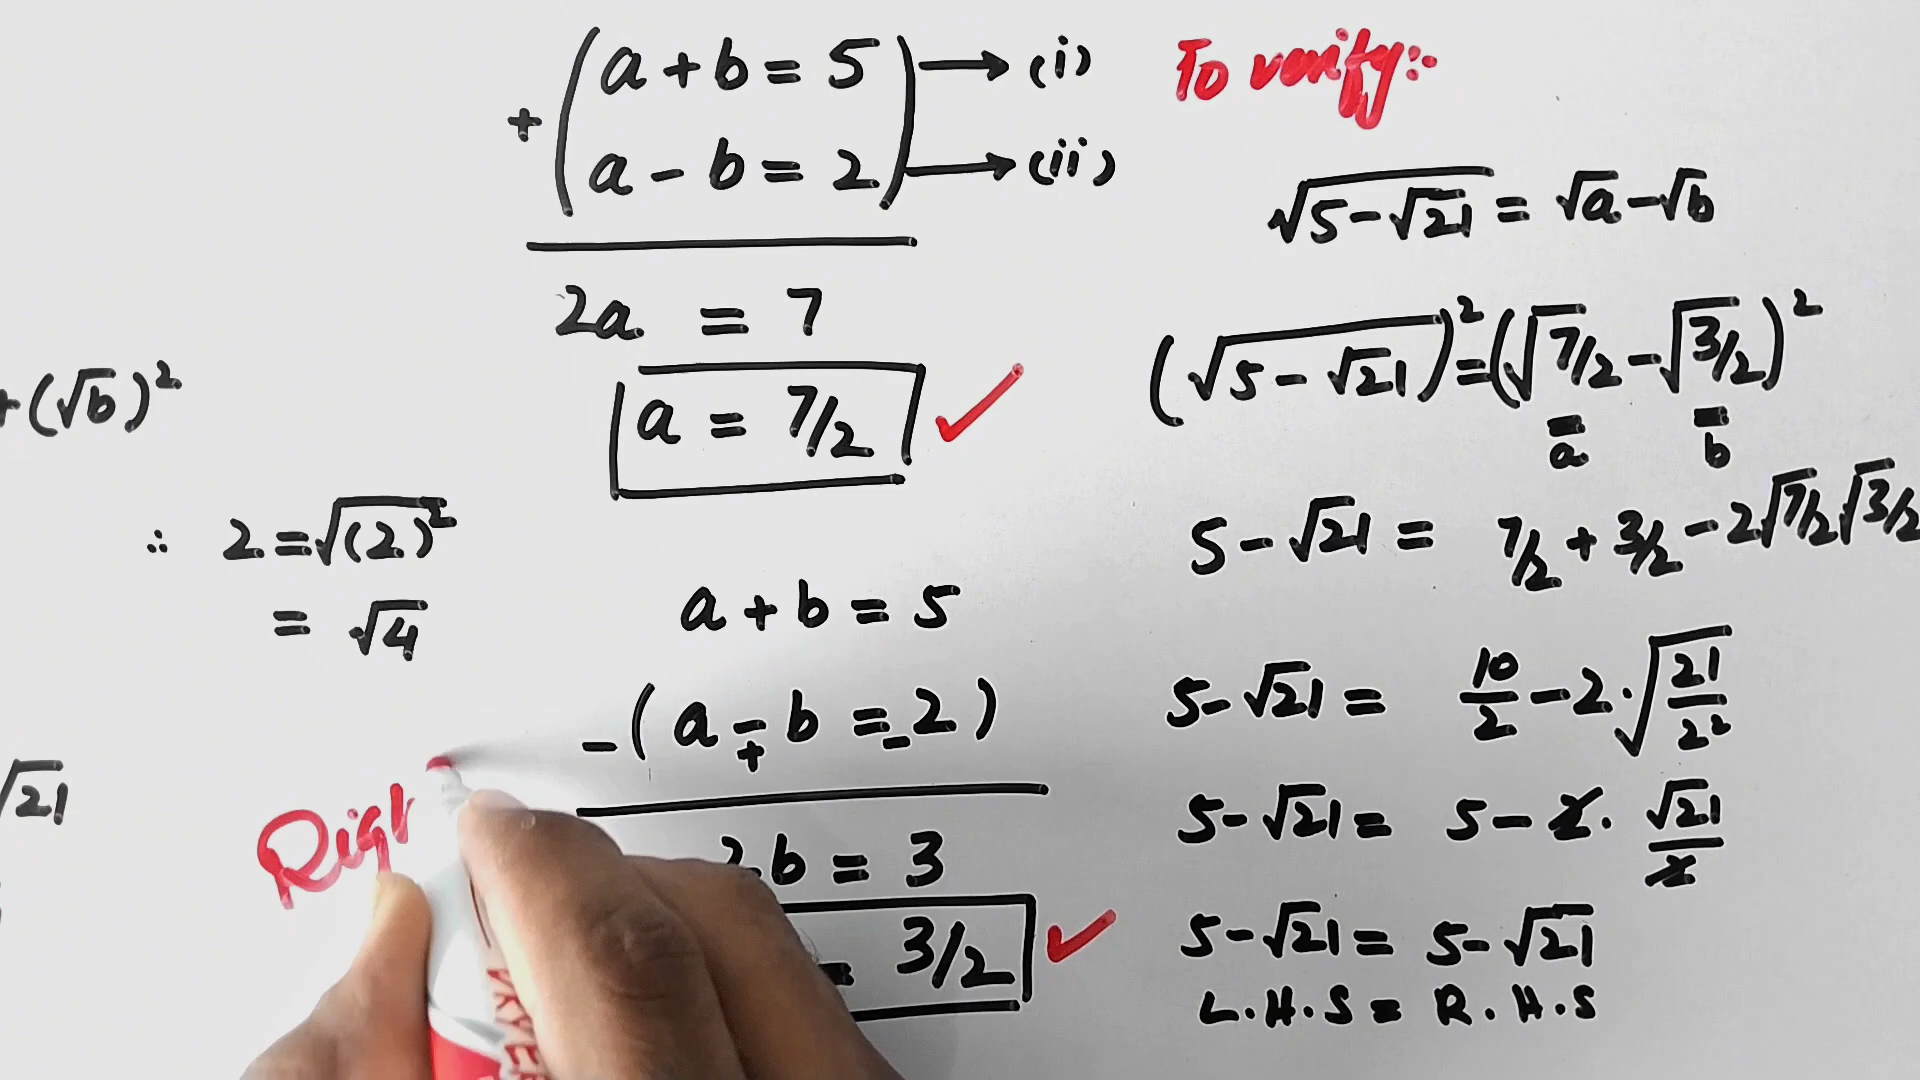 +(√b)²
∴ 2 = √(2)²
= √4
√21
a + b = 5 → (i)
+
a - b = 2 → (ii)
2a = 7
a = 7/2 ✓
a + b = 5
-(a - b = 2)
+ -
2b = 3
= 3/2 ✓
To verify:-
√(5-√21) = √a - √b
(√(5-√21))² = (√7/2 - √3/2)²
a b
5-√21 = 7/2 + 3/2 - 2√7/2 √3/2
5-√21 = 10/2 - 2·√(21/2²)
5-√21 = 5 - 2· √21/2
5-√21 = 5-√21
L.H.S = R.H.S